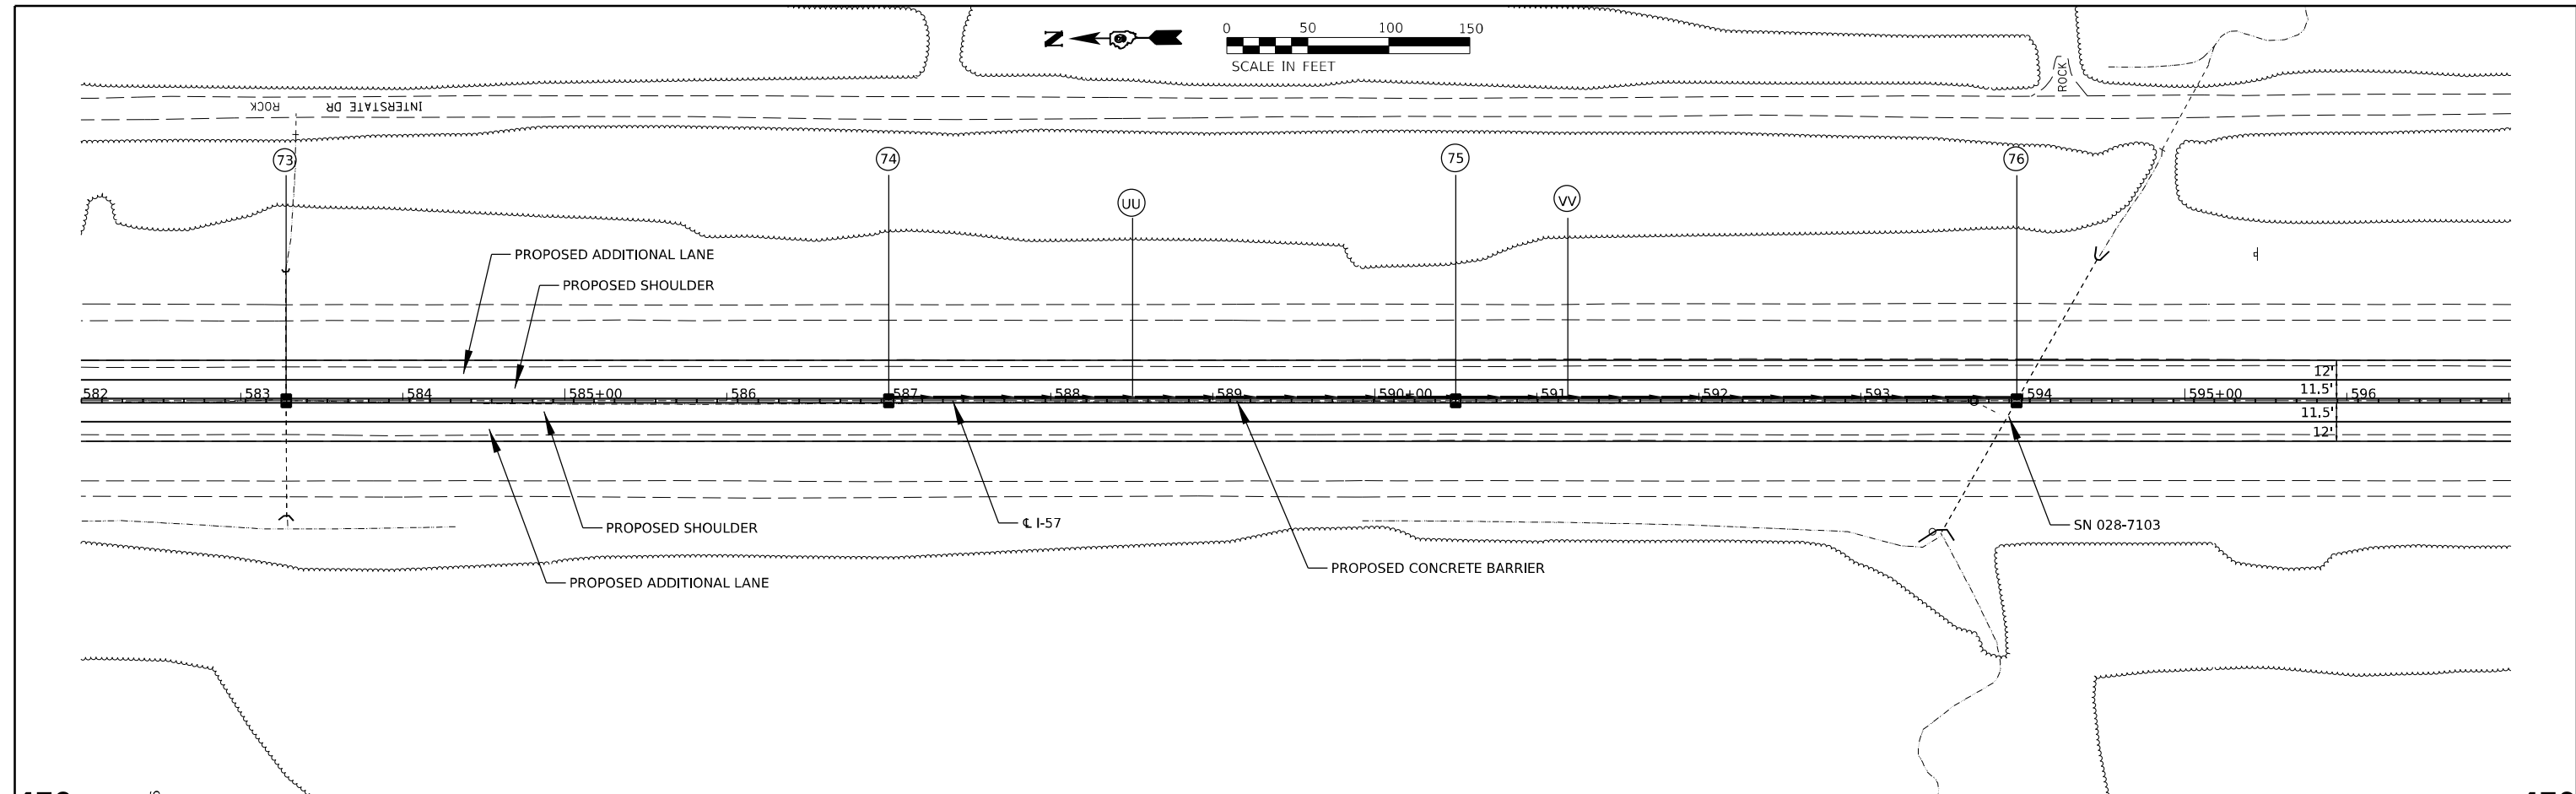 N
0 50 100 150
SCALE IN FEET
ROCK INTERSTATE DR
ROCK
73 74 75 76
UU VV
PROPOSED ADDITIONAL LANE
PROPOSED SHOULDER
582 583 584 585+00 586 587 588 589 590+00 591 592 593 594 595+00 596
12'
11.5'
11.5'
12'
℄ I-57
SN 028-7103
PROPOSED SHOULDER
PROPOSED CONCRETE BARRIER
PROPOSED ADDITIONAL LANE